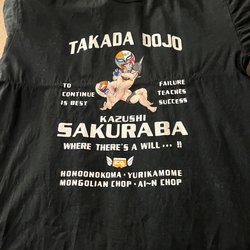 TAKADA DOJO
TO
CONTINUE
IS BEST
FAILURE
TEACHES
SUCCESS
KAZUSHI
SAKURABA
WHERE THERE'S A WILL ••• !!
HONOONOKOMA • YURIKAMOME
MONGOLIAN CHOP • AI~N CHOP